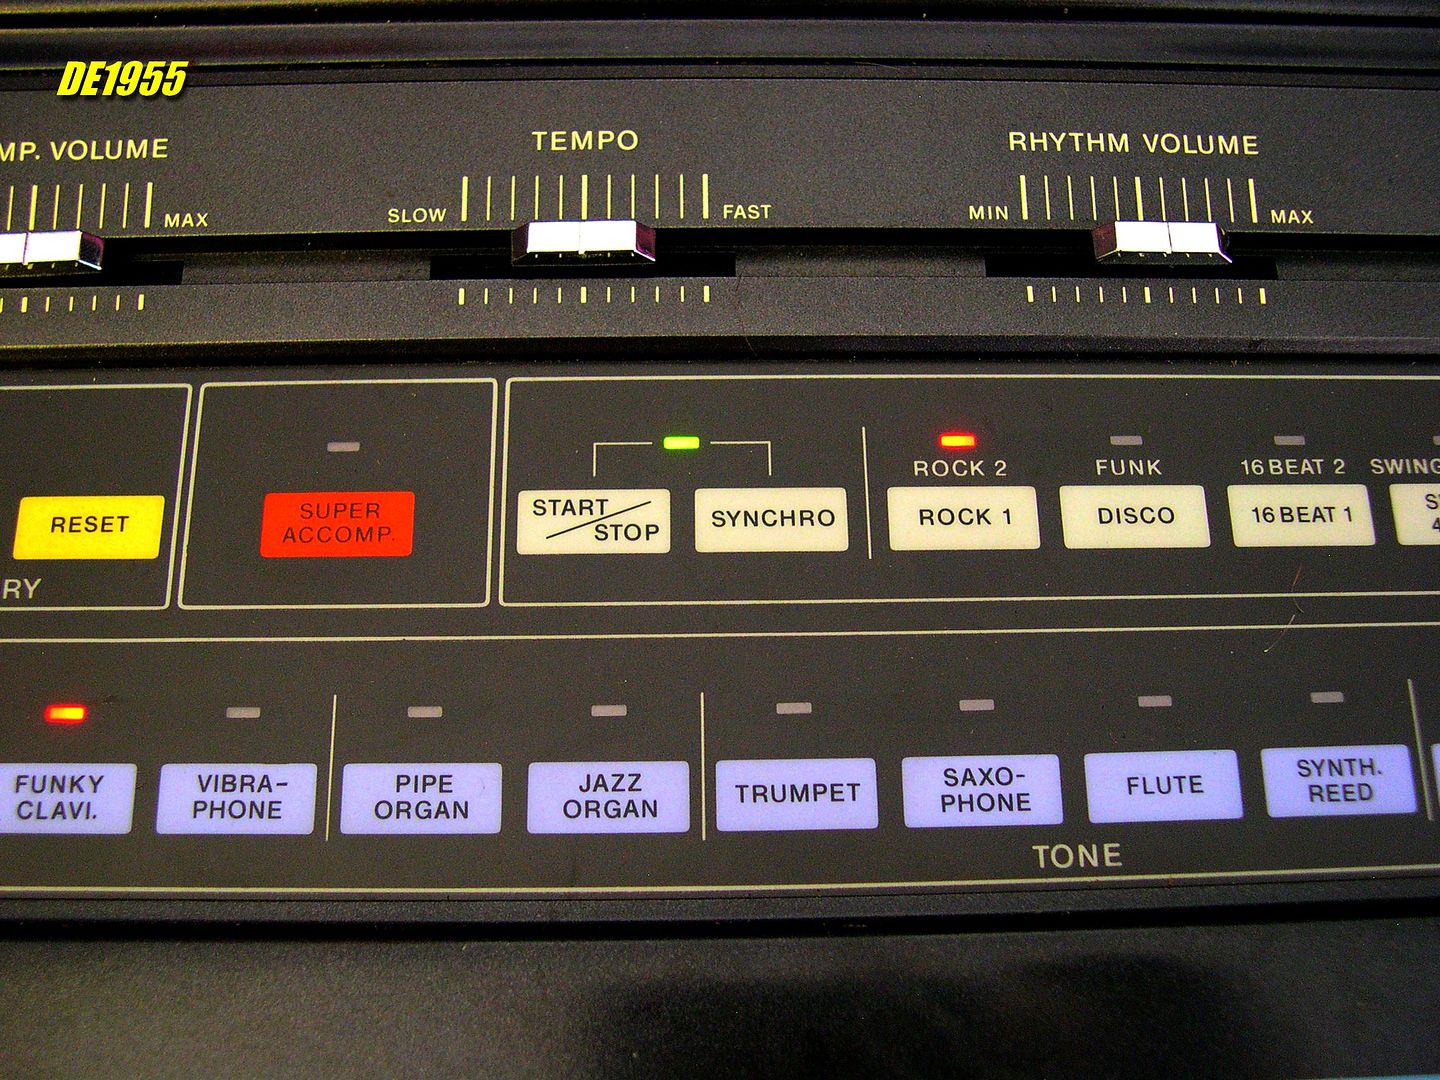 DE1955
MP. VOLUME
MAX
TEMPO
SLOW
FAST
RHYTHM VOLUME
MIN
MAX
RESET
RY
SUPER
ACCOMP.
START
STOP
SYNCHRO
ROCK 2
ROCK 1
FUNK
DISCO
16 BEAT 2
16 BEAT 1
SWING
FUNKY
CLAVI.
VIBRA-
PHONE
PIPE
ORGAN
JAZZ
ORGAN
TRUMPET
SAXO-
PHONE
FLUTE
SYNTH.
REED
TONE